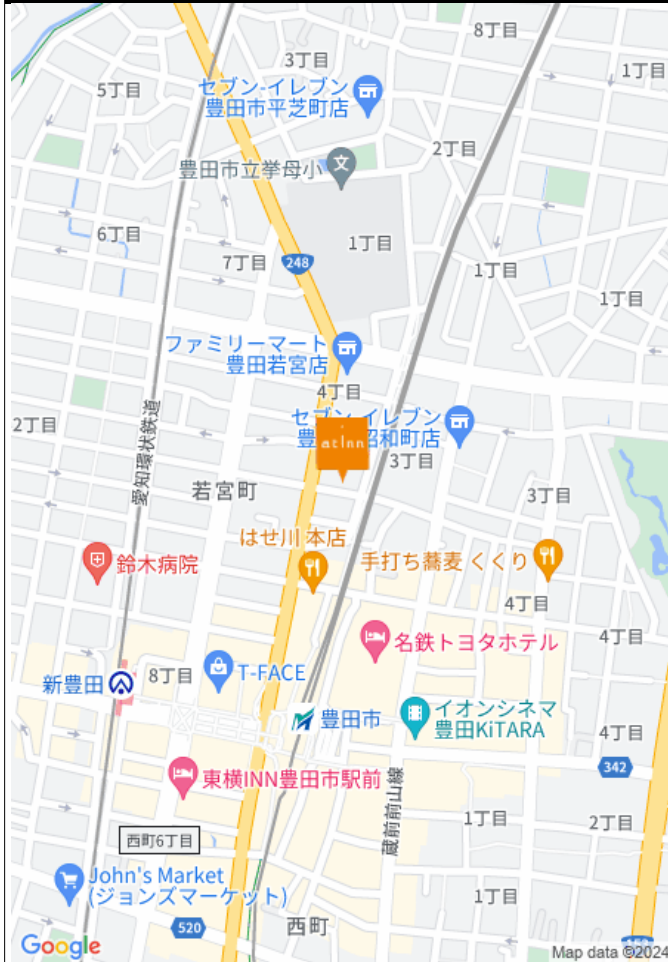 8丁目
3丁目
1丁目
5丁目
セブン-イレブン
豊田市平芝町店
2丁目
豊田市立挙母小
文
6丁目
1丁目
7丁目
248
1丁目
1丁目
ファミリーマート
豊田若宮店
4丁目
2丁目
セブン-イレブン
豊
昭和町店
at inn
3丁目
愛知環状鉄道
若宮町
3丁目
はせ川 本店
鈴木病院
手打ち蕎麦 くくり
4丁目
名鉄トヨタホテル
4丁目
新豊田
8丁目
T-FACE
豊田市
イオンシネマ
豊田KiTARA
4丁目
342
東横INN豊田市駅前
蔵前前山線
1丁目
2丁目
西町6丁目
John's Market
(ジョンズマーケット)
1丁目
520
西町
Google
Map data ©2024